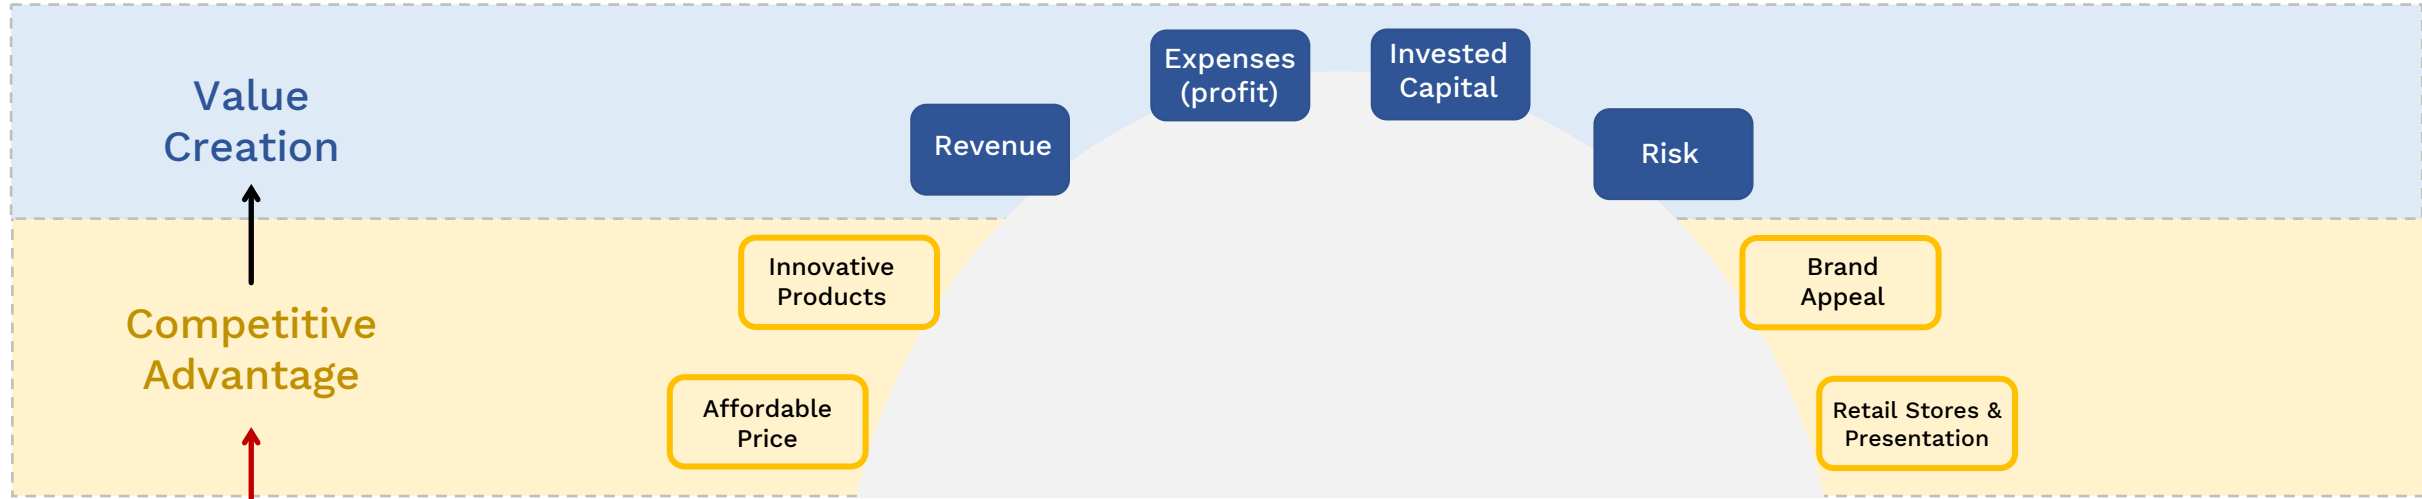 Value
Creation
Expenses
(profit)
Invested
Capital
Revenue
Risk
Competitive
Advantage
Innovative
Products
Brand
Appeal
Affordable
Price
Retail Stores &
Presentation